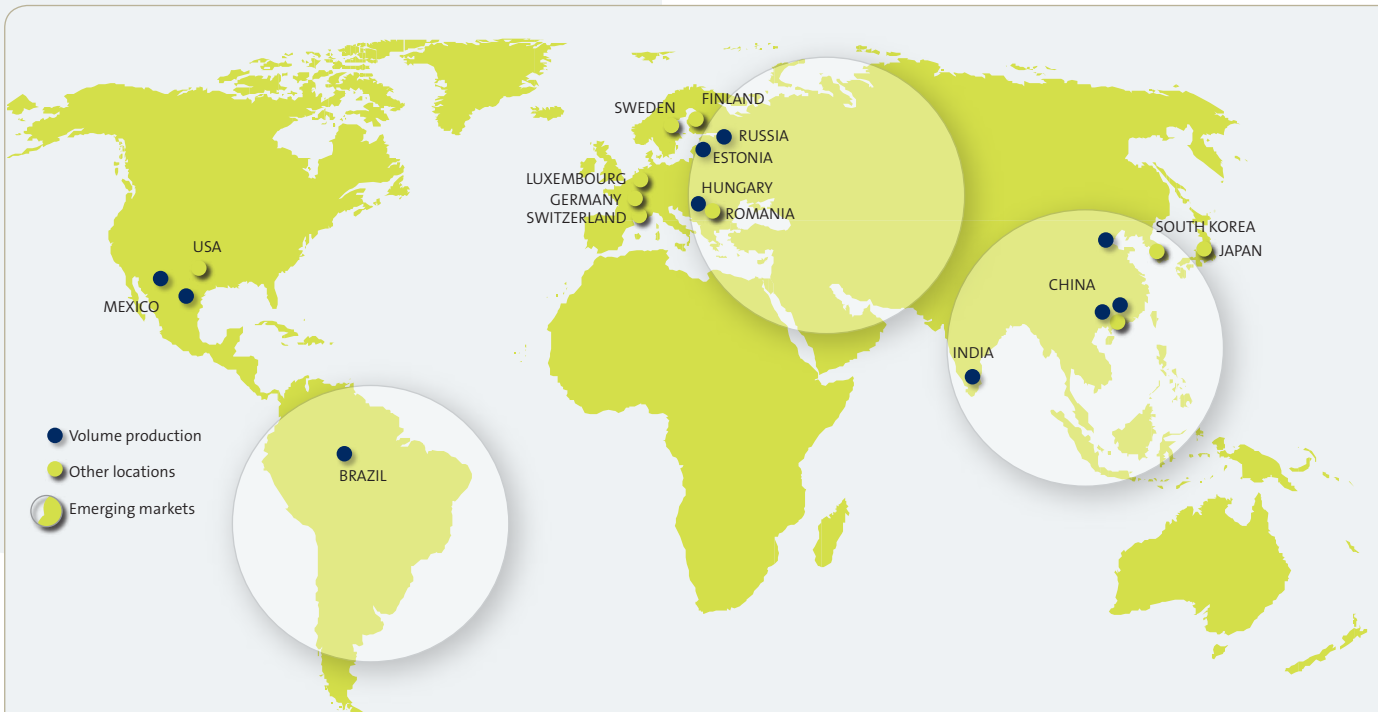 SWEDEN
FINLAND
RUSSIA
ESTONIA
LUXEMBOURG
GERMANY
SWITZERLAND
HUNGARY
ROMANIA
USA
MEXICO
SOUTH KOREA
JAPAN
CHINA
INDIA
BRAZIL
Volume production
Other locations
Emerging markets